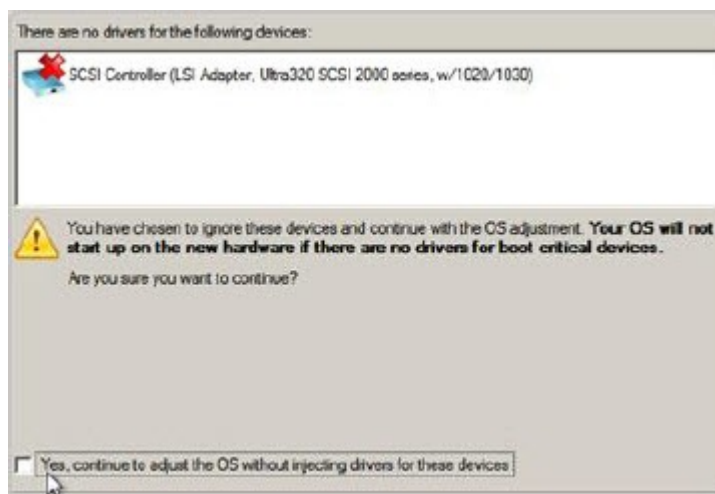 There are no drivers for the following devices:
SCSI Controller (LSI Adapter, Ultra320 SCSI 2000 series, w/1020/1030)
You have chosen to ignore these devices and continue with the OS adjustment. Your OS will not
start up on the new hardware if there are no drivers for boot critical devices.
Are you sure you want to continue?
Yes, continue to adjust the OS without injecting drivers for these devices